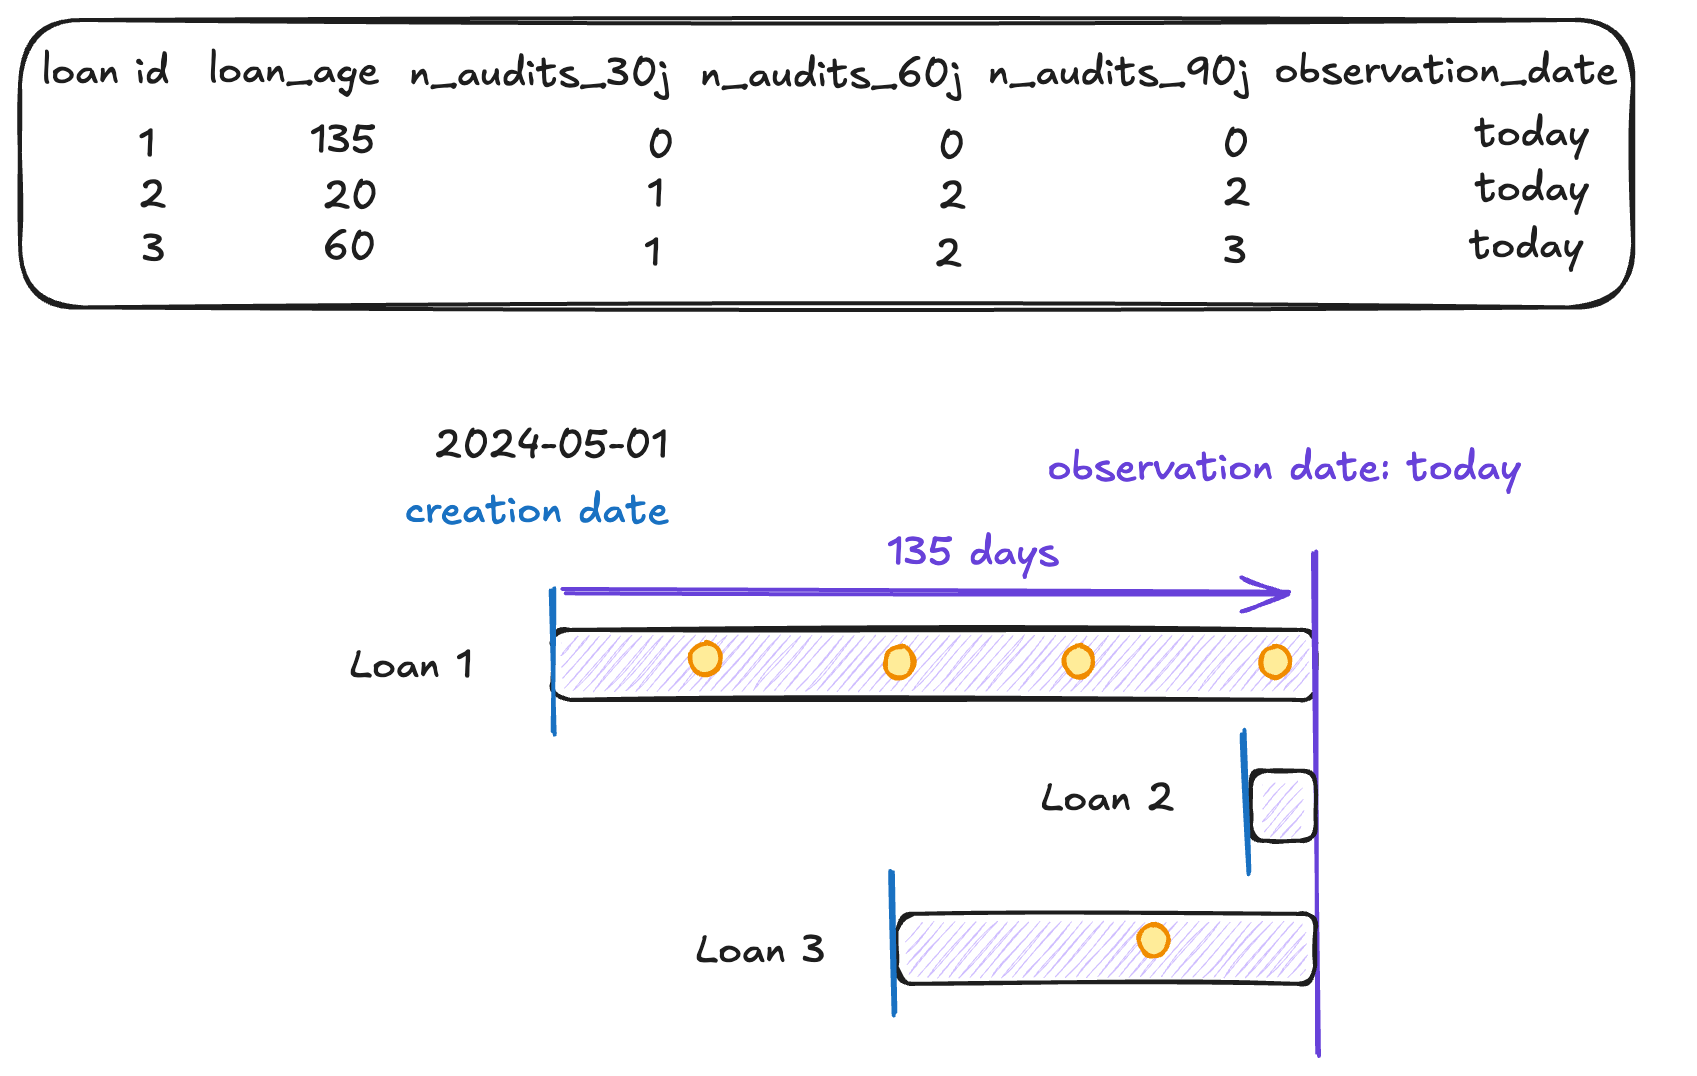 loan id loan_age n_audits_30j n_audits_60j n_audits_90j observation_date
1 135 0 0 0 today
2 20 1 2 2 today
3 60 1 2 3 today
2024-05-01
creation date
observation date: today
135 days
Loan 1
Loan 2
Loan 3